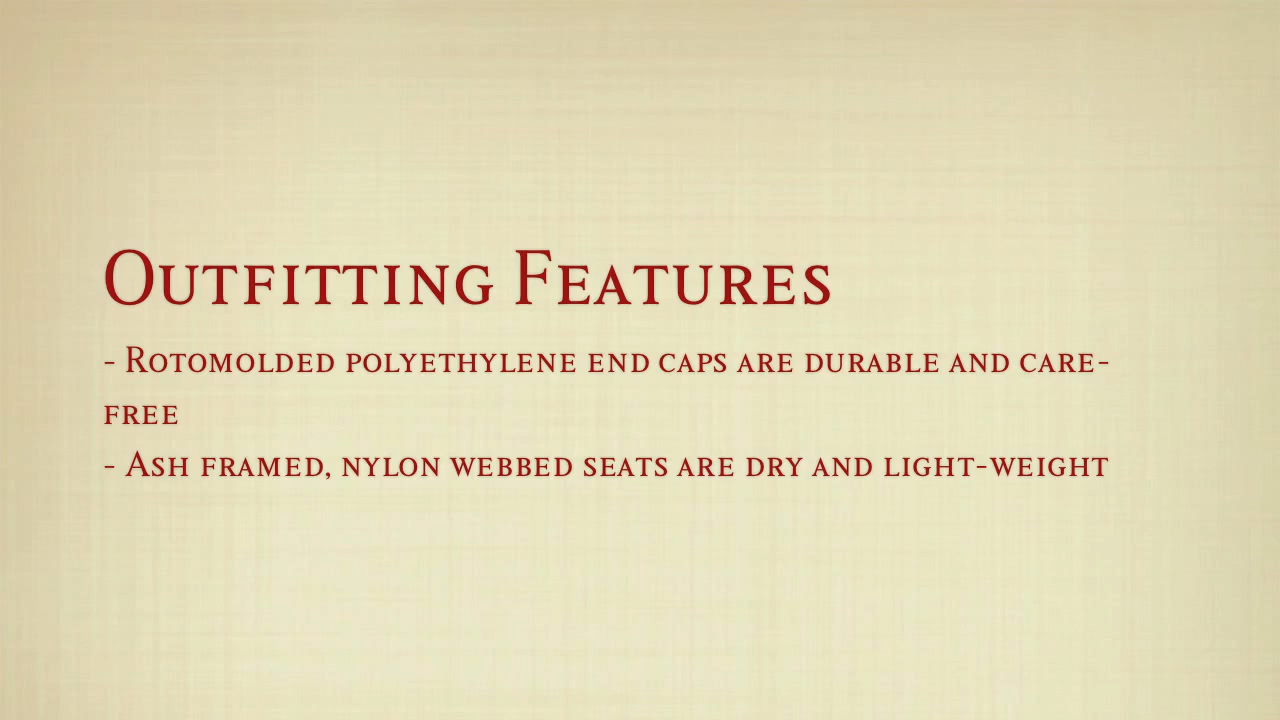 Outfitting Features
- Rotomolded polyethylene end caps are durable and care-
free
- Ash framed, nylon webbed seats are dry and light-weight